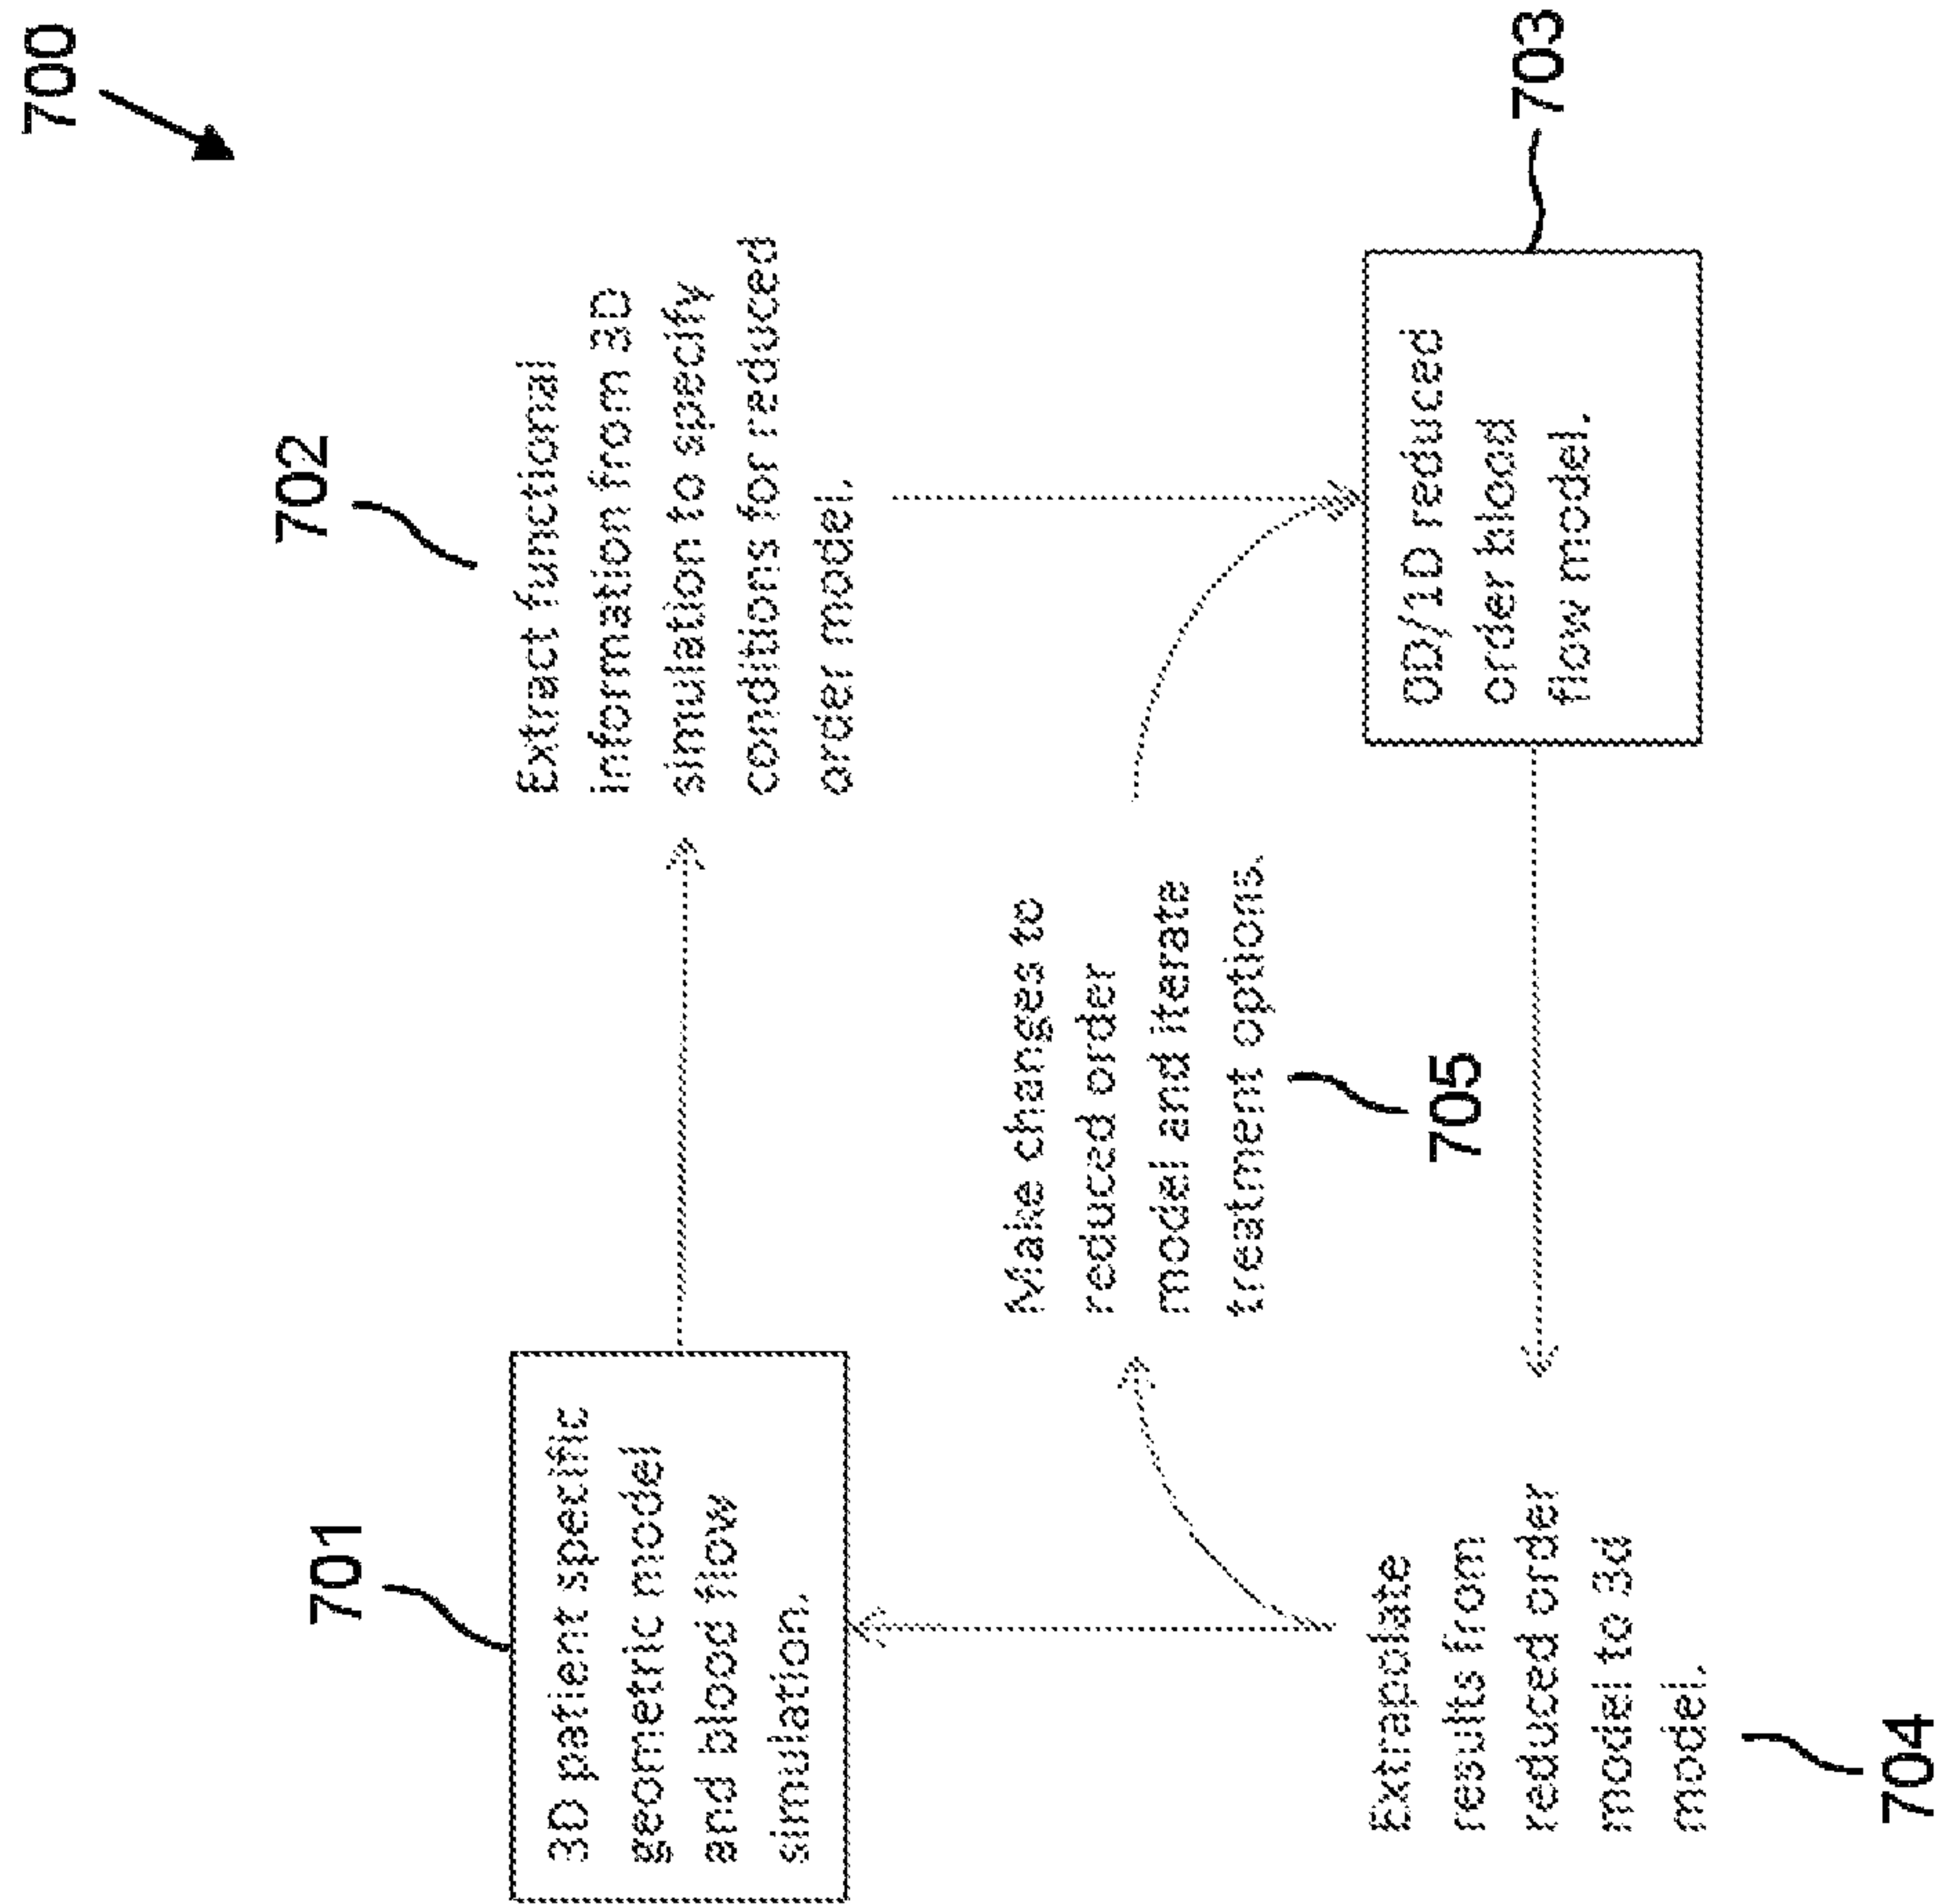 700
701
3D patient specific
geometric model
and blood flow
simulation.
702
Extract functional
information from 3D
simulation to specify
conditions for reduced
order model.
Make changes to
reduced order
model and iterate
treatment options.
705
Extrapolate
results from
reduced order
model to 3d
model.
704
0D/1D reduced
order blood
flow model.
703